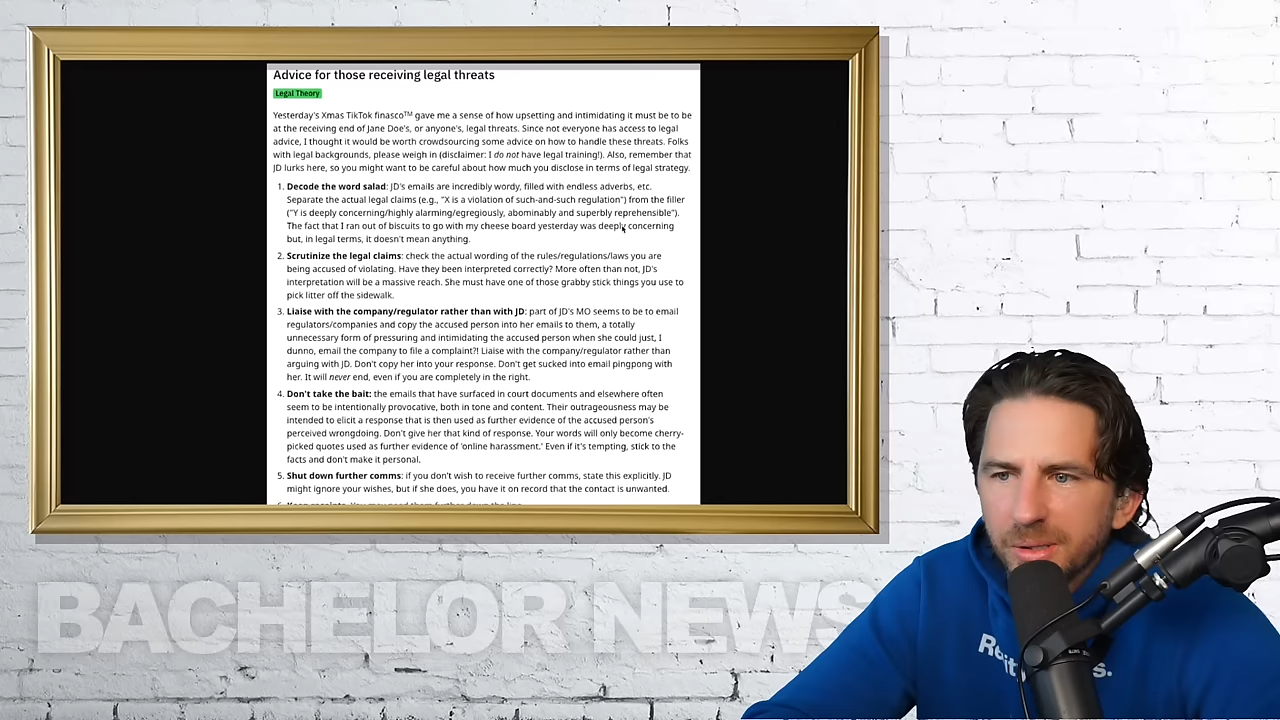 Advice for those receiving legal threats
Legal Theory
Yesterday's Xmas TikTok finasco™ gave me a sense of how upsetting and intimidating it must be to be
at the receiving end of Jane Doe's, or anyone's, legal threats. Since not everyone has access to legal
advice, I thought it would be worth crowdsourcing some advice on how to handle these threats. Folks
with legal backgrounds, please weigh in (disclaimer: I do not have legal training!). Also, remember that
JD lurks here, so you might want to be careful about how much you disclose in terms of legal strategy.
1. Decode the word salad: JD's emails are incredibly wordy, filled with endless adverbs, etc.
Separate the actual legal claims (e.g., "X is a violation of such-and-such regulation") from the filler
("Y is deeply concerning/highly alarming/egregiously, abominably and superbly reprehensible").
The fact that I ran out of biscuits to go with my cheese board yesterday was deeply concerning
but, in legal terms, it doesn't mean anything.
2. Scrutinize the legal claims: check the actual wording of the rules/regulations/laws you are
being accused of violating. Have they been interpreted correctly? More often than not, JD's
interpretation will be a massive reach. She must have one of those grabby stick things you use to
pick litter off the sidewalk.
3. Liaise with the company/regulator rather than with JD: part of JD's MO seems to be to email
regulators/companies and copy the accused person into her emails to them, a totally
unnecessary form of pressuring and intimidating the accused person when she could just, I
dunno, email the company to file a complaint?! Liaise with the company/regulator rather than
arguing with JD. Don't copy her into your response. Don't get sucked into email pingpong with
her. It will never end, even if you are completely in the right.
4. Don't take the bait: the emails that have surfaced in court documents and elsewhere often
seem to be intentionally provocative, both in tone and content. Their outrageousness may be
intended to elicit a response that is then used as further evidence of the accused person's
perceived wrongdoing. Don't give her that kind of response. Your words will only become cherry-
picked quotes used as further evidence of 'online harassment.' Even if it's tempting, stick to the
facts and don't make it personal.
5. Shut down further comms: if you don't wish to receive further comms, state this explicitly. JD
might ignore your wishes, but if she does, you have it on record that the contact is unwanted.
BACHELOR NEWS